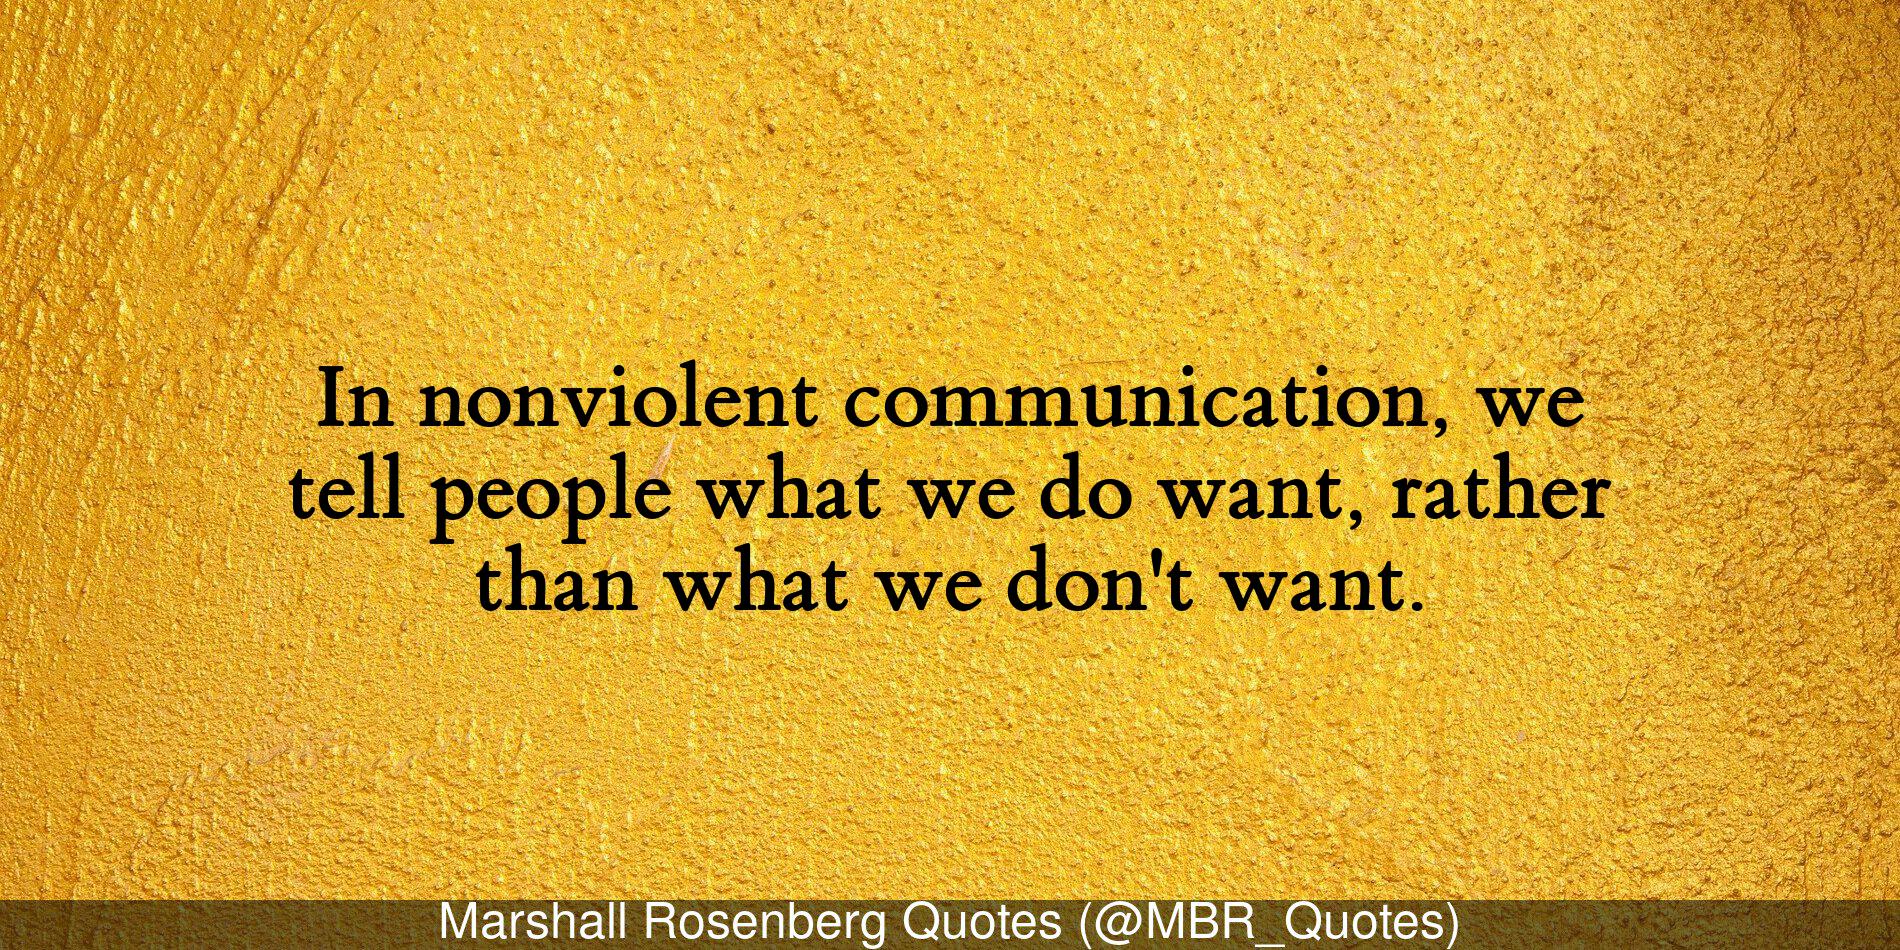 In nonviolent communication, we
tell people what we do want, rather
than what we don't want.
Marshall Rosenberg Quotes (@MBR_Quotes)